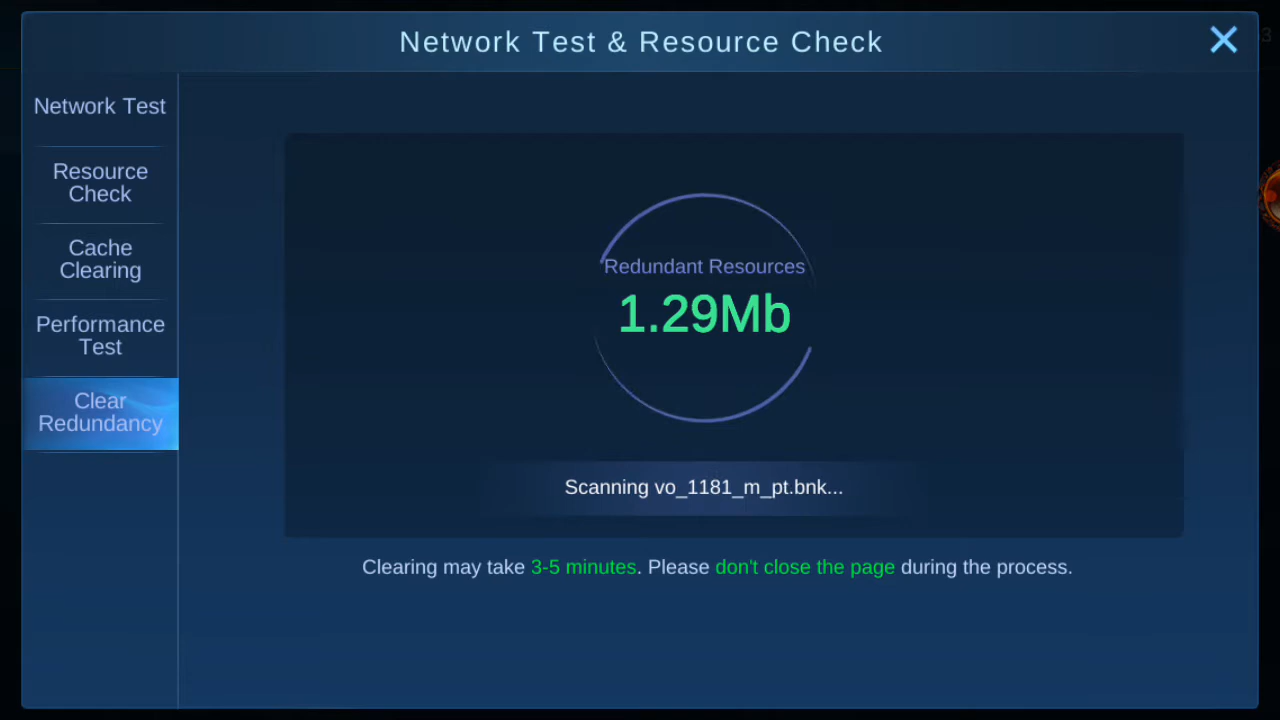 Network Test & Resource Check
Network Test
Resource
Check
Cache
Clearing
Performance
Test
Clear
Redundancy
Redundant Resources
1.29Mb
Scanning vo_1181_m_pt.bnk...
Clearing may take 3-5 minutes. Please don't close the page during the process.
3